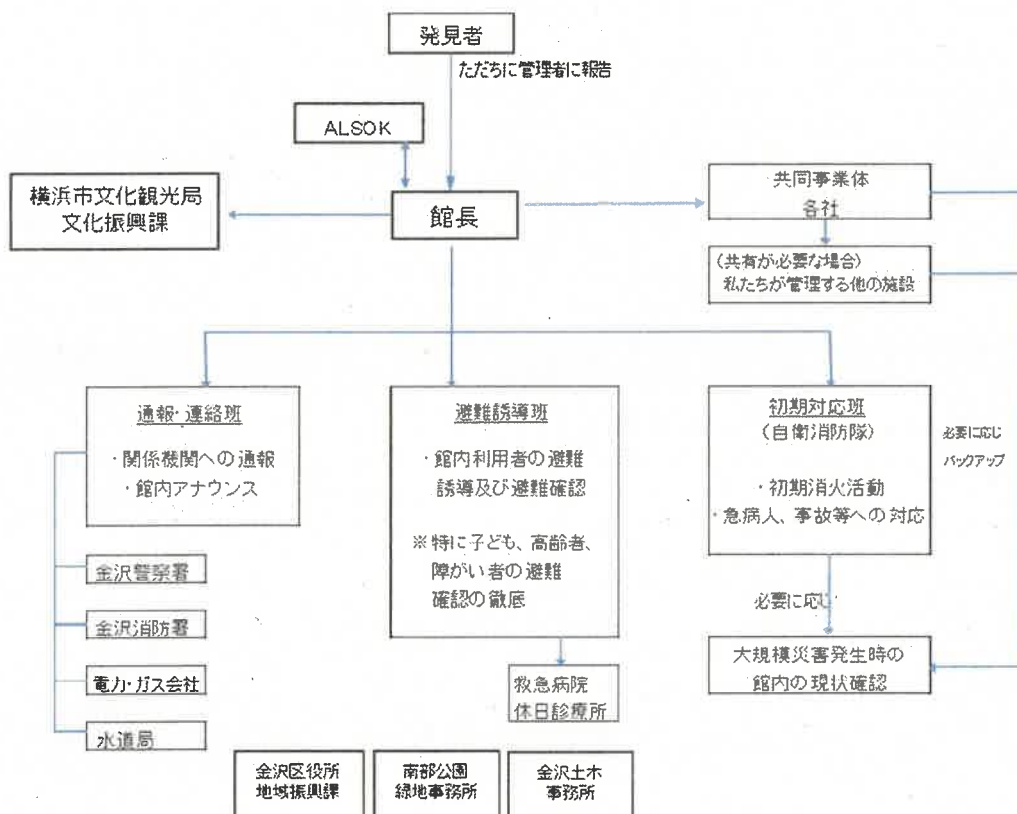 発見者
ただちに管理者に報告
ALSOK
横浜市文化観光局
文化振興課
館長
共同事業体
各社
(共有が必要な場合)
私たちが管理する他の施設
通報・連絡班
・関係機関への通報
・館内アナウンス
避難誘導班
・館内利用者の避難
誘導及び避難確認
※特に子ども、高齢者、
障がい者の避難
確認の徹底
初期対応班
(自衛消防隊)
・初期消火活動
・急病人、事故等への対応
必要に応じ
バックアップ
金沢警察署
金沢消防署
電力・ガス会社
水道局
救急病院
休日診療所
必要に応じ
大規模災害発生時の
館内の現状確認
金沢区役所
地域振興課
南部公園
緑地事務所
金沢土木
事務所